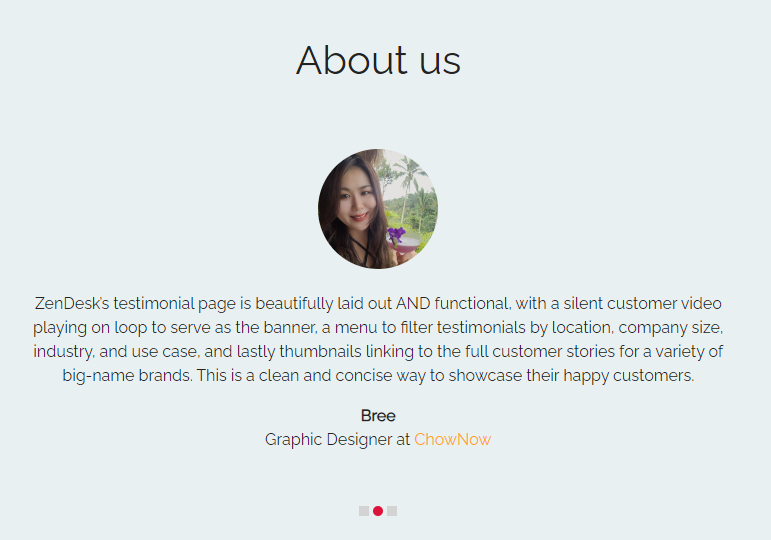 About us
ZenDesk's testimonial page is beautifully laid out AND functional, with a silent customer video
playing on loop to serve as the banner, a menu to filter testimonials by location, company size,
industry, and use case, and lastly thumbnails linking to the full customer stories for a variety of
big-name brands. This is a clean and concise way to showcase their happy customers.
Bree
Graphic Designer at ChowNow